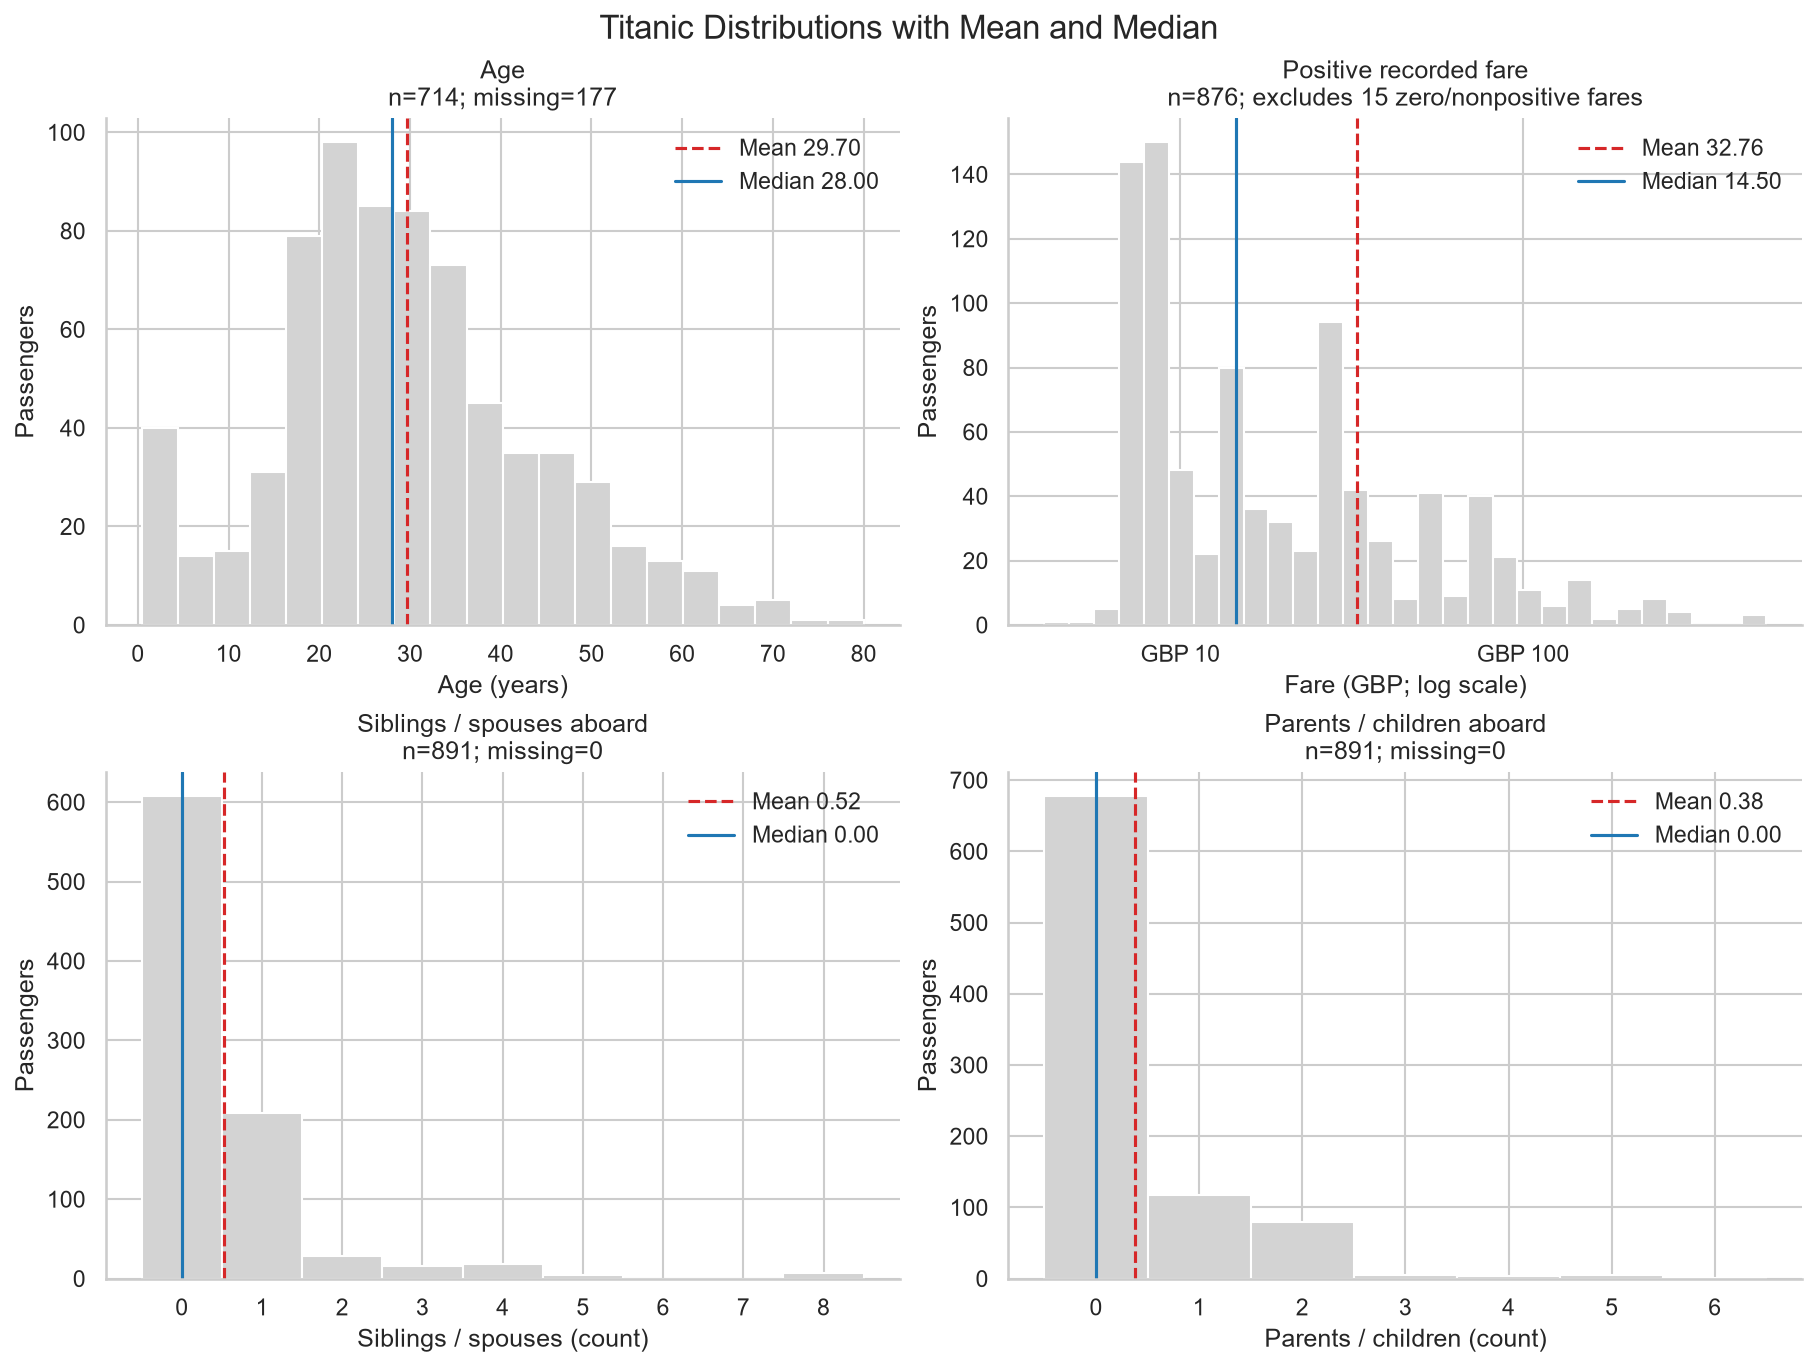 Titanic Distributions with Mean and Median
Age
n=714; missing=177
Mean 29.70
Median 28.00
Passengers
100
80
60
40
20
0
0 10 20 30 40 50 60 70 80
Age (years)
Positive recorded fare
n=876; excludes 15 zero/nonpositive fares
Mean 32.76
Median 14.50
Passengers
140
120
100
80
60
40
20
0
GBP 10 GBP 100
Fare (GBP; log scale)
Siblings / spouses aboard
n=891; missing=0
Mean 0.52
Median 0.00
Passengers
600
500
400
300
200
100
0
0 1 2 3 4 5 6 7 8
Siblings / spouses (count)
Parents / children aboard
n=891; missing=0
Mean 0.38
Median 0.00
Passengers
700
600
500
400
300
200
100
0
0 1 2 3 4 5 6
Parents / children (count)